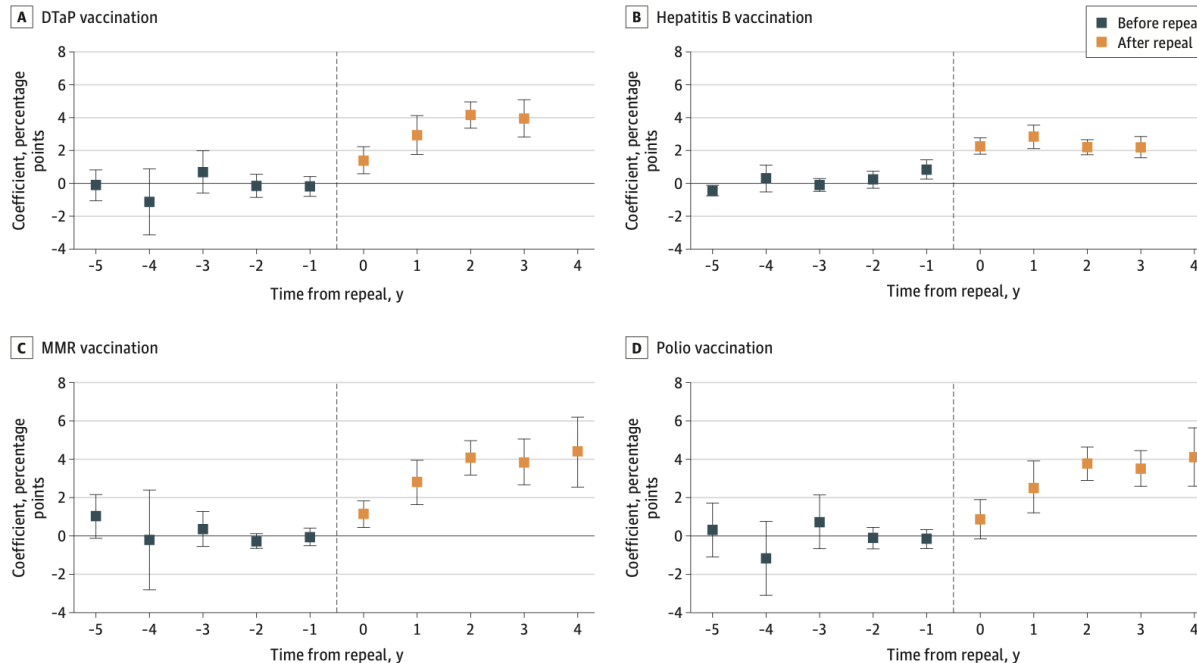 A DTaP vaccination
Coefficient, percentage
points
8
6
4
2
0
-2
-4
-5 -4 -3 -2 -1 0 1 2 3 4
Time from repeal, y
B Hepatitis B vaccination
Before repeal
After repeal
Coefficient, percentage
points
8
6
4
2
0
-2
-4
-5 -4 -3 -2 -1 0 1 2 3 4
Time from repeal, y
C MMR vaccination
Coefficient, percentage
points
8
6
4
2
0
-2
-4
-5 -4 -3 -2 -1 0 1 2 3 4
Time from repeal, y
D Polio vaccination
Coefficient, percentage
points
8
6
4
2
0
-2
-4
-5 -4 -3 -2 -1 0 1 2 3 4
Time from repeal, y